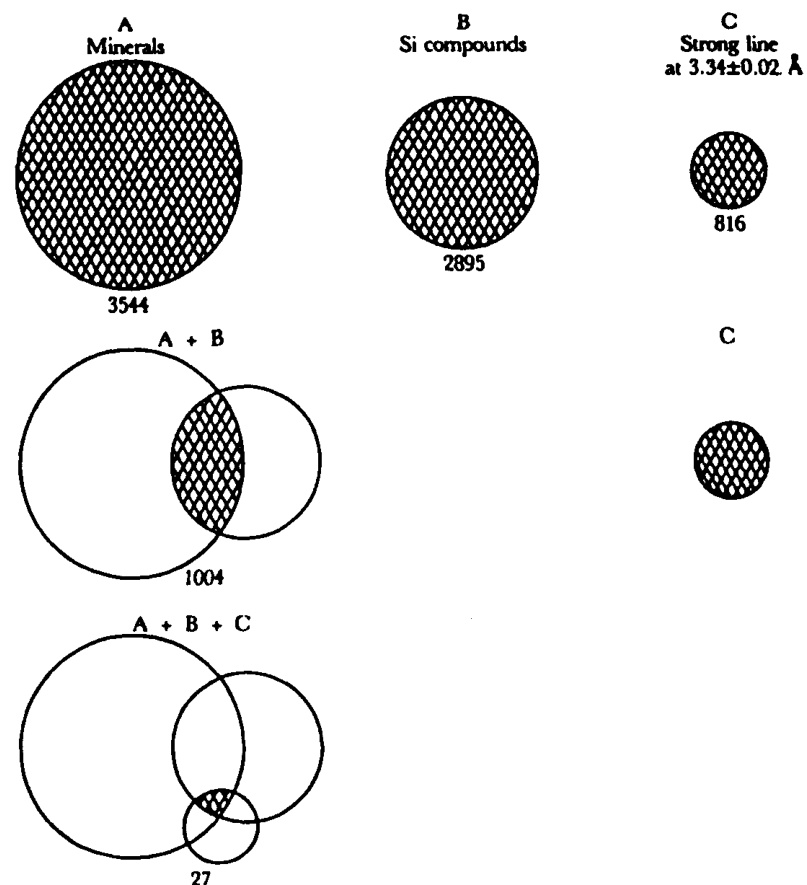 A
Minerals
B
Si compounds
C
Strong line
at 3.34±0.02 Å
3544
2895
816
A + B
C
1004
A + B + C
27